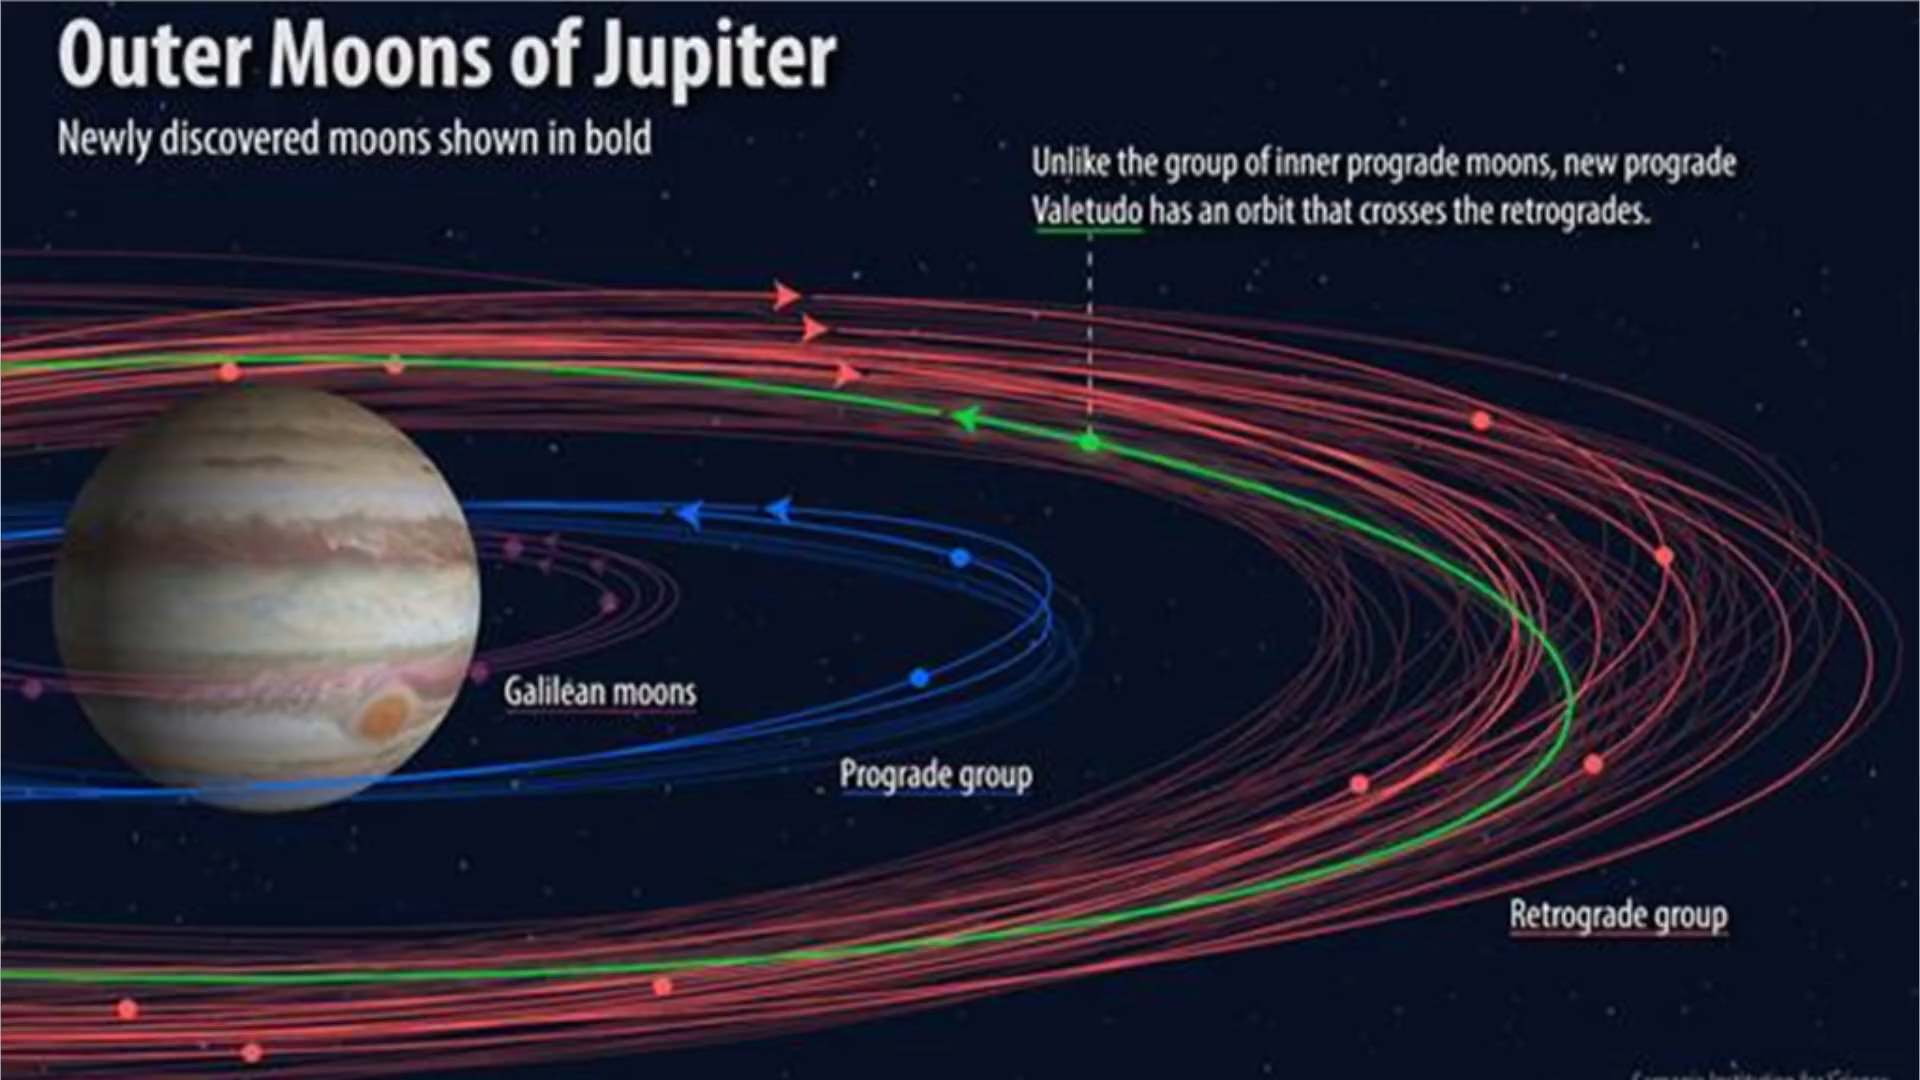 Outer Moons of Jupiter
Newly discovered moons shown in bold
Unlike the group of inner prograde moons, new prograde
Valetudo has an orbit that crosses the retrogrades.
Galilean moons
Prograde group
Retrograde group